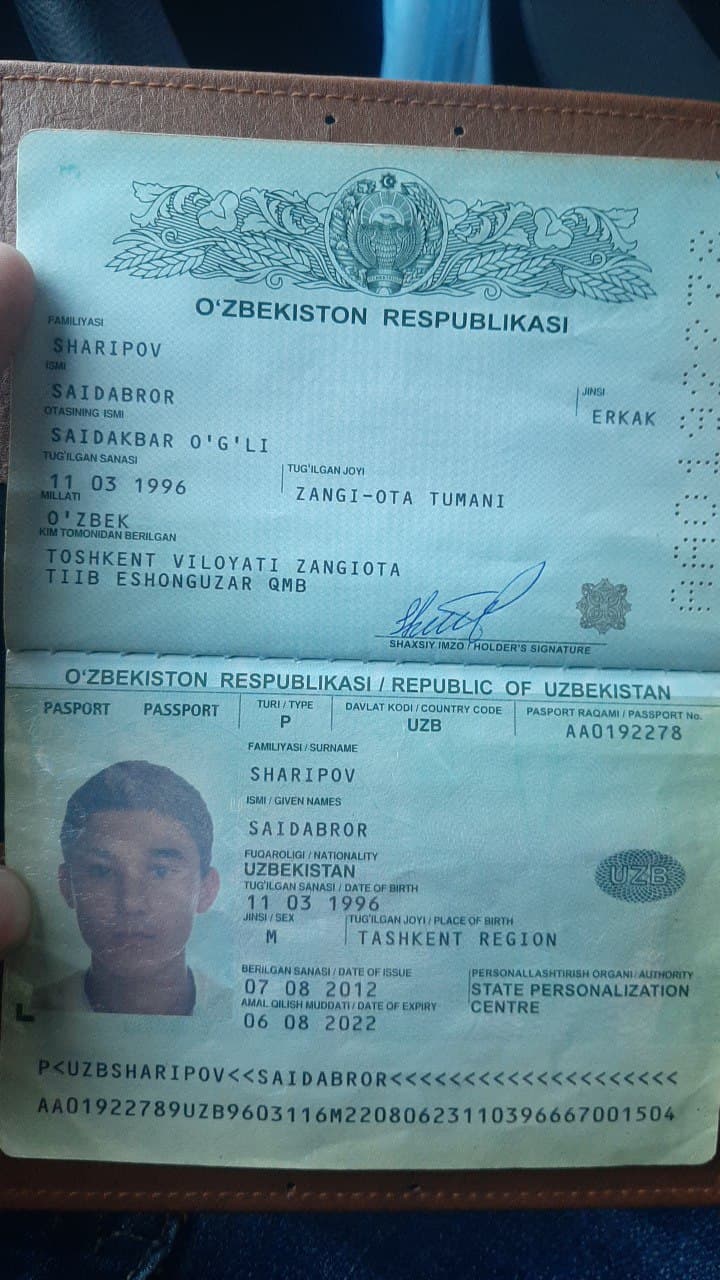 O‘ZBEKISTON RESPUBLIKASI
FAMILIYASI
SHARIPOV
ISMI
SAIDABROR
JINSI
ERKAK
OTASINING ISMI
SAIDAKBAR O'G'LI
TUG'ILGAN SANASI
11 03 1996
TUG'ILGAN JOYI
ZANGI-OTA TUMANI
MILLATI
O'ZBEK
KIM TOMONIDAN BERILGAN
TOSHKENT VILOYATI ZANGIOTA
TIIB ESHONGUZAR QMB
SHAXSIY IMZO / HOLDER'S SIGNATURE
O‘ZBEKISTON RESPUBLIKASI / REPUBLIC OF UZBEKISTAN
PASPORT PASSPORT
TURI / TYPE
P
DAVLAT KODI / COUNTRY CODE
UZB
PASPORT RAQAMI / PASSPORT No.
AA0192278
FAMILIYASI / SURNAME
SHARIPOV
ISMI / GIVEN NAMES
SAIDABROR
FUQAROLIGI / NATIONALITY
UZBEKISTAN
UZB
TUG'ILGAN SANASI / DATE OF BIRTH
11 03 1996
JINSI / SEX
M
TUG'ILGAN JOYI / PLACE OF BIRTH
TASHKENT REGION
BERILGAN SANASI / DATE OF ISSUE
07 08 2012
PERSONALLASHTIRISH ORGANI / AUTHORITY
STATE PERSONALIZATION
CENTRE
AMAL QILISH MUDDATI / DATE OF EXPIRY
06 08 2022
P<UZBSHARIPOV<<SAIDABROR<<<<<<<<<<<<<<<<<<<<
AA01922789UZB9603116M22080623110396667001504